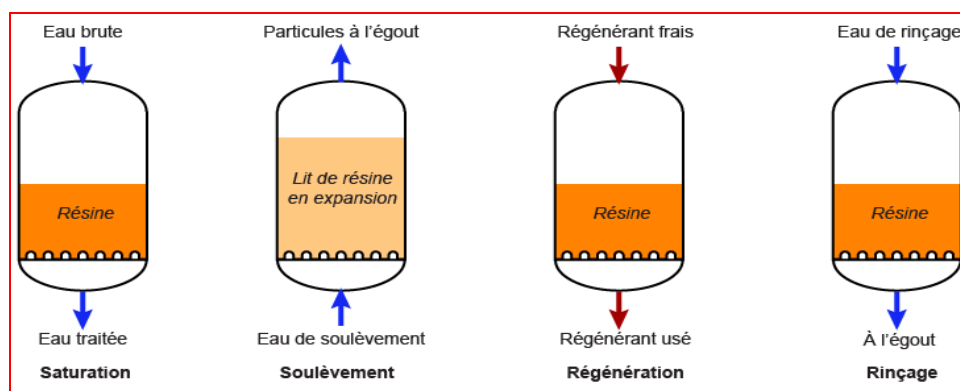 Eau brute
Particules à l'égout
Régénérant frais
Eau de rinçage
Résine
Lit de résine
en expansion
Résine
Résine
Eau traitée
Eau de soulèvement
Régénérant usé
À l'égout
Saturation
Soulèvement
Régénération
Rinçage